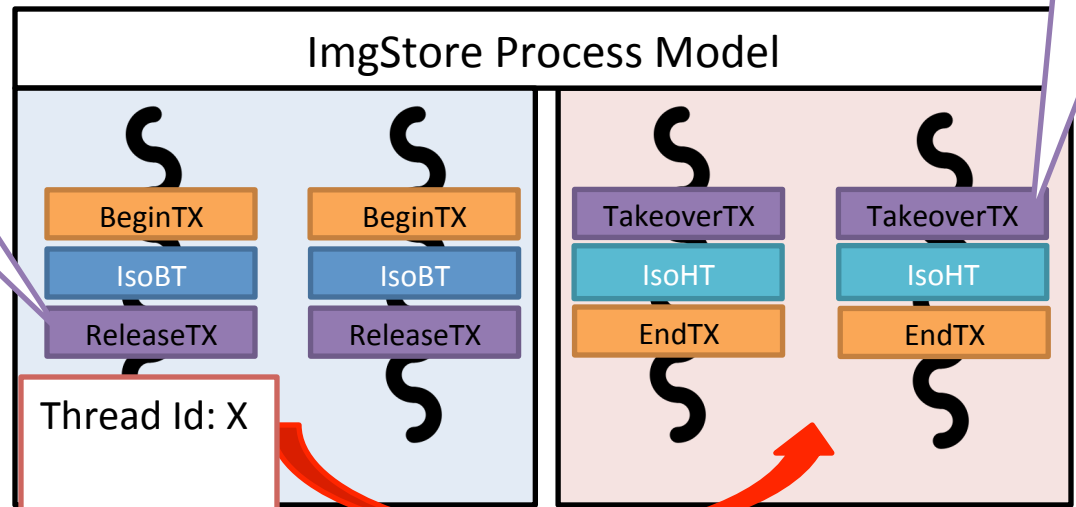 ImgStore Process Model
BeginTX
BeginTX
TakeoverTX
TakeoverTX
IsoBT
IsoBT
IsoHT
IsoHT
ReleaseTX
ReleaseTX
EndTX
EndTX
Thread Id: X